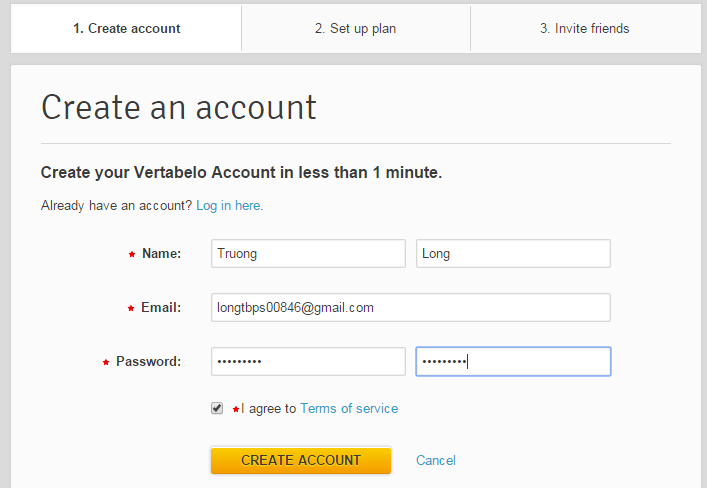 1. Create account 2. Set up plan 3. Invite friends
Create an account
Create your Vertabelo Account in less than 1 minute.
Already have an account? Log in here.
★ Name: Truong Long
★ Email: longtbps00846@gmail.com
★ Password: ••••••••• •••••••••
★ I agree to Terms of service
CREATE ACCOUNT Cancel